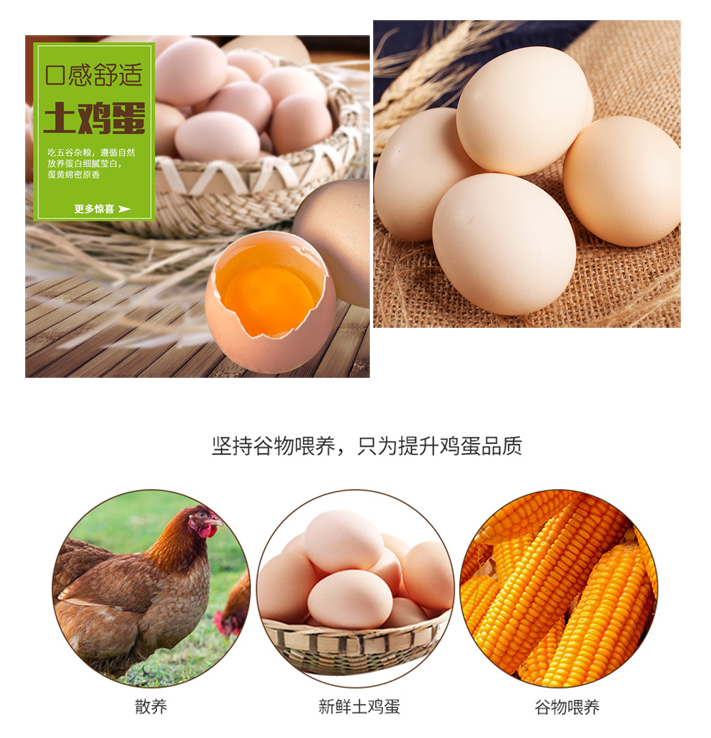 口感舒适
土鸡蛋
吃五谷杂粮，遵循自然
放养蛋白细腻莹白，
蛋黄绵密原香
更多惊喜
坚持谷物喂养，只为提升鸡蛋品质
散养
新鲜土鸡蛋
谷物喂养